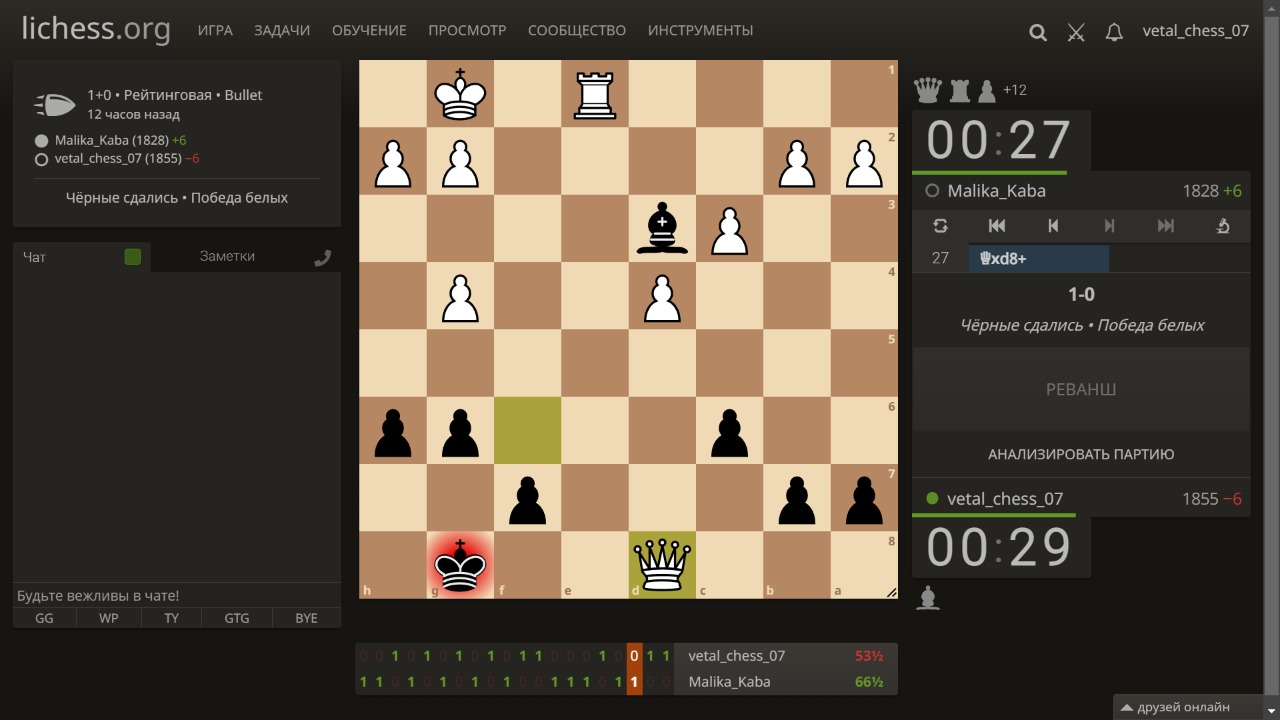 lichess.org ИГРА ЗАДАЧИ ОБУЧЕНИЕ ПРОСМОТР СООБЩЕСТВО ИНСТРУМЕНТЫ vetal_chess_07
1+0 • Рейтинговая • Bullet
12 часов назад
Malika_Kaba (1828) +6
vetal_chess_07 (1855) −6
Чёрные сдались • Победа белых
Чат Заметки
Будьте вежливы в чате!
GG WP TY GTG BYE
1
2
3
4
5
6
7
8
h g f e d c b a
+12
00:27
Malika_Kaba 1828 +6
27 ♕xd8+
1-0
Чёрные сдались • Победа белых
РЕВАНШ
АНАЛИЗИРОВАТЬ ПАРТИЮ
vetal_chess_07 1855 −6
00:29
0 0 1 0 1 0 1 0 1 0 1 1 0 0 0 1 0 0 1 1 vetal_chess_07 53½
1 1 0 1 0 1 0 1 0 1 0 0 1 1 1 0 1 1 0 0 Malika_Kaba 66½
друзей онлайн